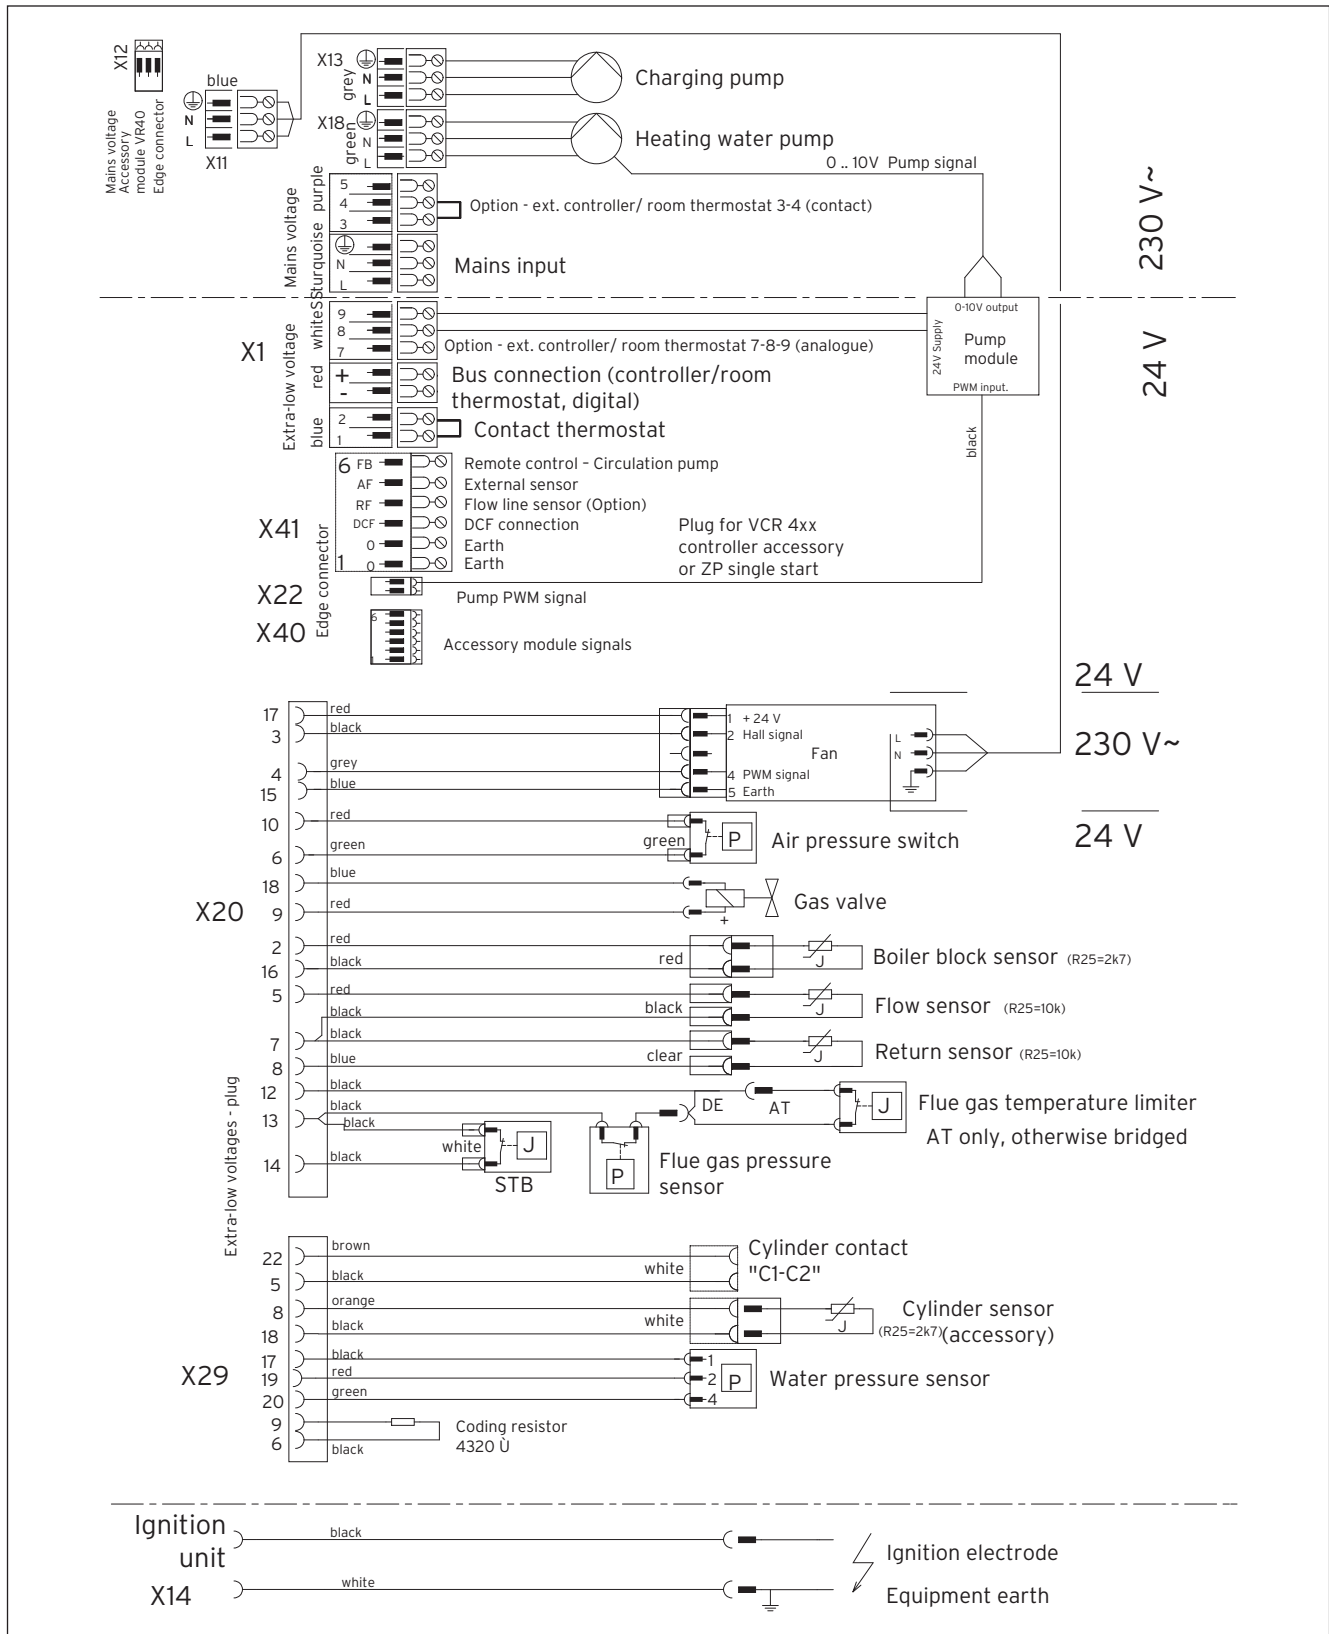 X12
Mains voltage
Accessory
module VR40
Edge connector
blue
N
L
X11
X13
grey
N
L
Charging pump
X18
green
N
L
Heating water pump
0 .. 10V Pump signal
230 V~
Mains voltage
purple
5
4
3
Option - ext. controller/ room thermostat 3-4 (contact)
Sturquoise
N
L
Mains input
X1
Extra-low voltage
white
9
8
7
Option - ext. controller/ room thermostat 7-8-9 (analogue)
0-10V output
24V Supply
Pump
module
PWM input.
24 V
red
+
-
Bus connection (controller/room
thermostat, digital)
blue
2
1
Contact thermostat
black
X41
Edge connector
6 FB
Remote control – Circulation pump
AF
External sensor
RF
Flow line sensor (Option)
DCF
DCF connection
0
Earth
1 0
Earth
Plug for VCR 4xx
controller accessory
or ZP single start
X22
Pump PWM signal
X40
6
1
Accessory module signals
24 V
230 V~
24 V
X20
Extra-low voltages - plug
17 red
1 + 24 V
3 black
2 Hall signal
Fan
4 grey
4 PWM signal
15 blue
5 Earth
L
N
10 red
6 green
green
P
Air pressure switch
18 blue
9 red
+
Gas valve
2 red
16 black
red
J
Boiler block sensor (R25=2k7)
5 red
black
black
J
Flow sensor (R25=10k)
7 black
8 blue
clear
J
Return sensor (R25=10k)
12 black
DE
AT
J
Flue gas temperature limiter
AT only, otherwise bridged
13 black
black
14 black
white
J
STB
P
Flue gas pressure
sensor
X29
22 brown
5 black
white
Cylinder contact
"C1-C2"
8 orange
18 black
white
J
Cylinder sensor
(R25=2k7) (accessory)
17 black
1
19 red
2
20 green
4
P
Water pressure sensor
9
6 black
Coding resistor
4320 Ù
Ignition
unit
black
Ignition electrode
X14
white
Equipment earth